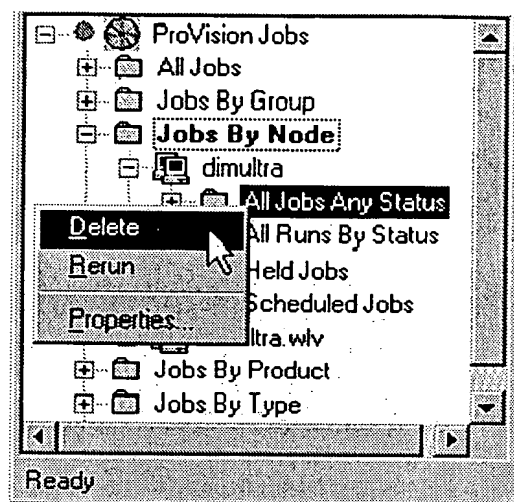 ProVision Jobs
All Jobs
Jobs By Group
Jobs By Node
dimultra
All Jobs Any Status
Delete
All Runs By Status
Rerun
Held Jobs
Scheduled Jobs
Properties...
ltra.wlv
Jobs By Product
Jobs By Type
Ready